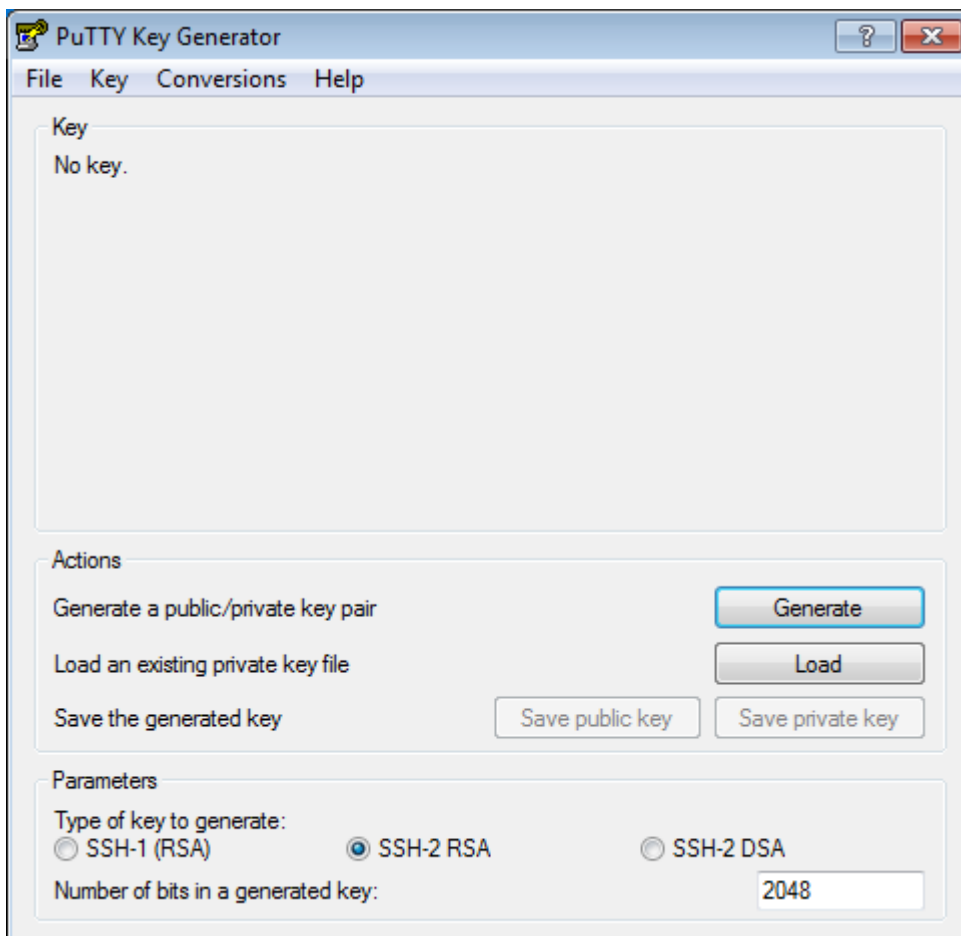 PuTTY Key Generator
File Key Conversions Help
Key
No key.
Actions
Generate a public/private key pair Generate
Load an existing private key file Load
Save the generated key Save public key Save private key
Parameters
Type of key to generate:
SSH-1 (RSA) SSH-2 RSA SSH-2 DSA
Number of bits in a generated key: 2048